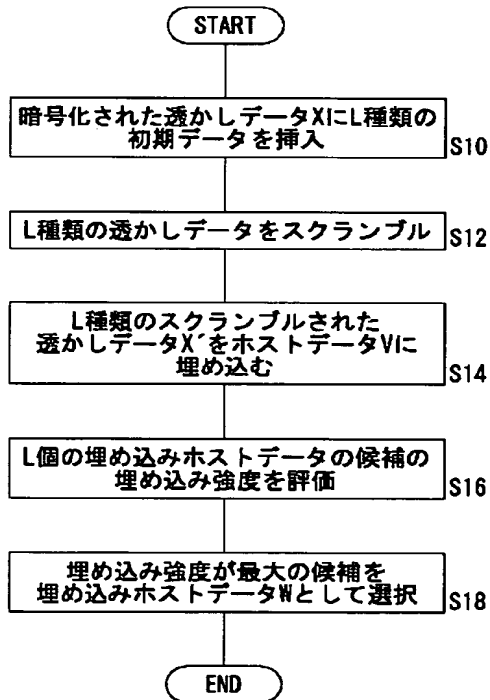 START
暗号化された透かしデータXにL種類の
初期データを挿入
S10
L種類の透かしデータをスクランブル
S12
L種類のスクランブルされた
透かしデータX´をホストデータVに
埋め込む
S14
L個の埋め込みホストデータの候補の
埋め込み強度を評価
S16
埋め込み強度が最大の候補を
埋め込みホストデータWとして選択
S18
END